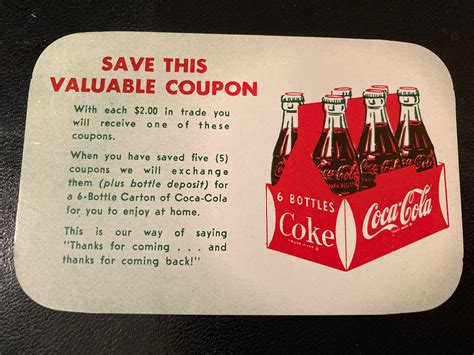 SAVE THIS
VALUABLE COUPON
With each $2.00 in trade you
will receive one of these
coupons.
When you have saved five (5)
coupons we will exchange
them (plus bottle deposit) for
a 6-Bottle Carton of Coca-Cola
for you to enjoy at home.
This is our way of saying
"Thanks for coming . . . and
thanks for coming back!"
6 BOTTLES
Coke
Coca-Cola